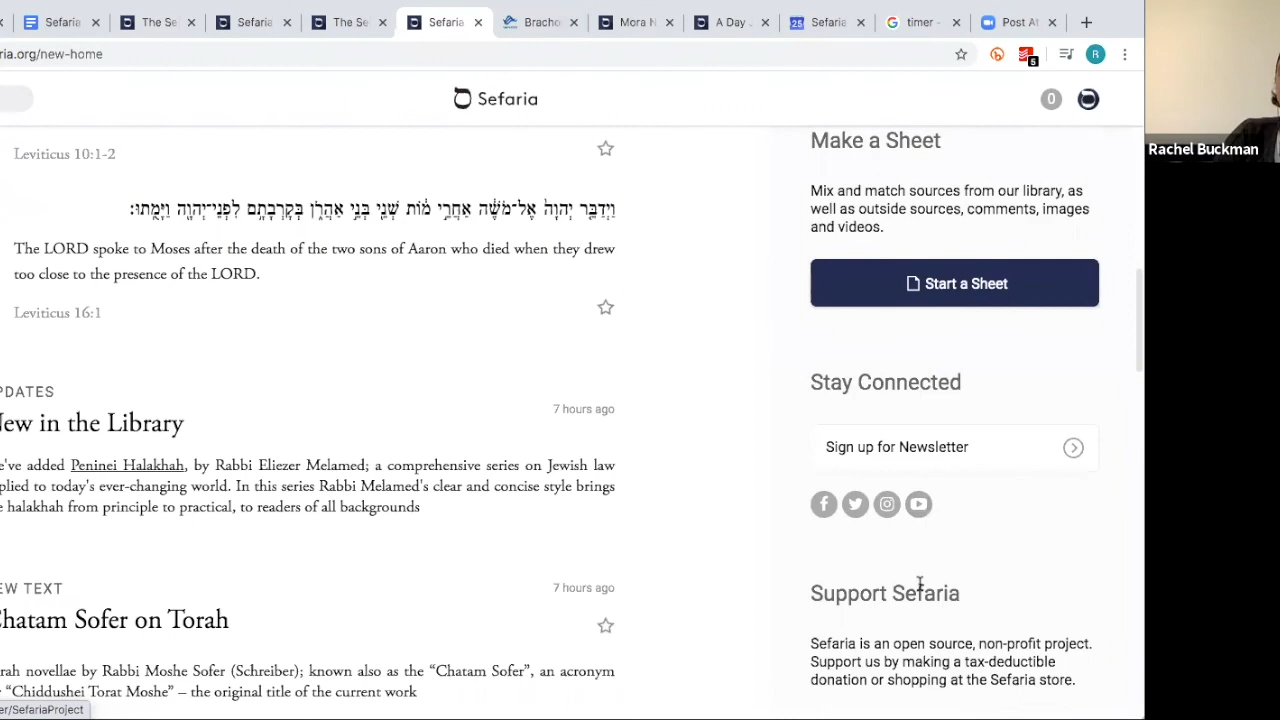 Sefaria
The Se
Sefaria
The Se
Sefaria
Bracho
Mora N
A Day
Sefaria
timer -
Post At
ria.org/new-home
5
R
Sefaria
0
Leviticus 10:1-2
וַיְדַבֵּ֤ר יְהוָה֙ אֶל־מֹשֶׁ֔ה אַחֲרֵ֣י מ֔וֹת שְׁנֵ֖י בְּנֵ֣י אַהֲרֹ֑ן בְּקָרְבָתָ֥ם לִפְנֵי־יְהוָ֖ה וַיָּמֻֽתוּ׃
The LORD spoke to Moses after the death of the two sons of Aaron who died when they drew
too close to the presence of the LORD.
Leviticus 16:1
PDATES
New in the Library
7 hours ago
e've added Peninei Halakhah, by Rabbi Eliezer Melamed; a comprehensive series on Jewish law
plied to today's ever-changing world. In this series Rabbi Melamed's clear and concise style brings
e halakhah from principle to practical, to readers of all backgrounds
EW TEXT
7 hours ago
Chatam Sofer on Torah
rah novellae by Rabbi Moshe Sofer (Schreiber); known also as the “Chatam Sofer”, an acronym
r “Chiddushei Torat Moshe” – the original title of the current work
er/SefariaProject
Make a Sheet
Mix and match sources from our library, as
well as outside sources, comments, images
and videos.
Start a Sheet
Stay Connected
Sign up for Newsletter
Support Sefaria
Sefaria is an open source, non-profit project.
Support us by making a tax-deductible
donation or shopping at the Sefaria store.
Rachel Buckman